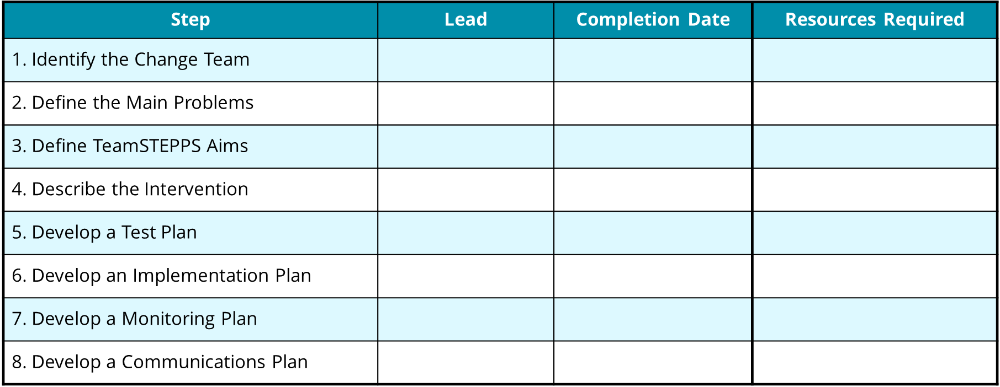 Step Lead Completion Date Resources Required
1. Identify the Change Team
2. Define the Main Problems
3. Define TeamSTEPPS Aims
4. Describe the Intervention
5. Develop a Test Plan
6. Develop an Implementation Plan
7. Develop a Monitoring Plan
8. Develop a Communications Plan